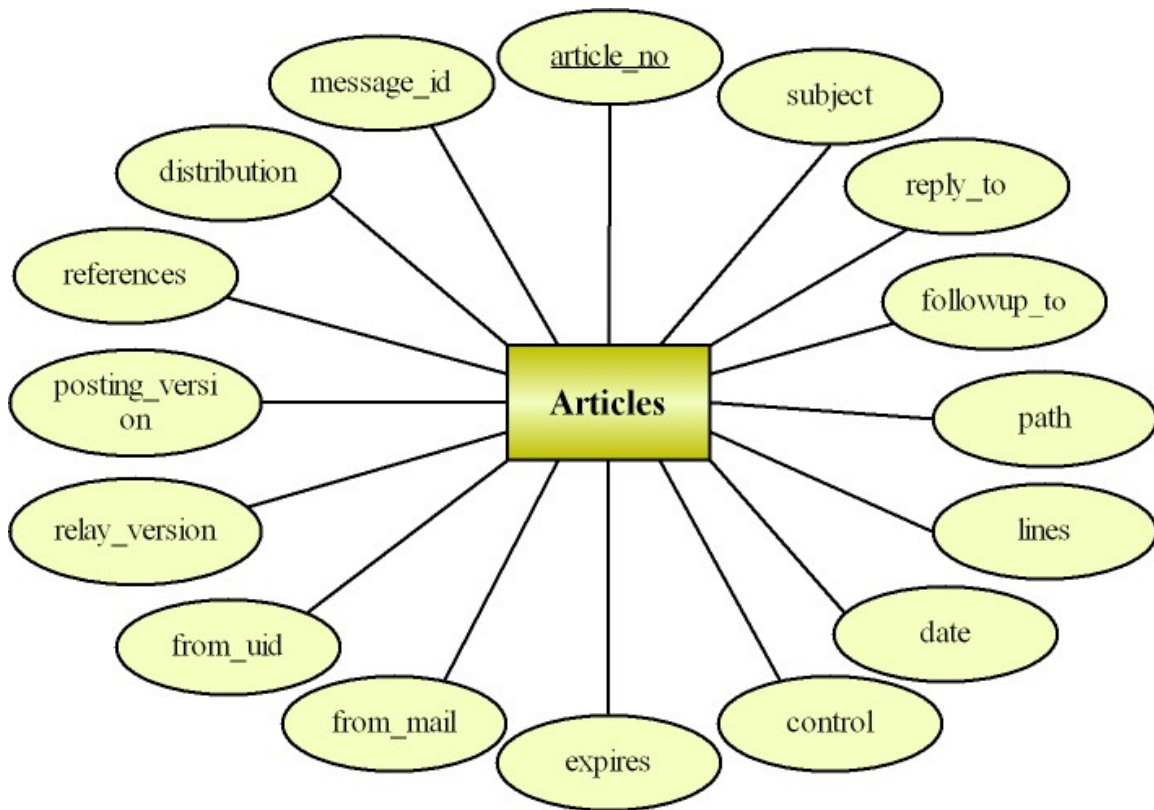 article_no
message_id
subject
distribution
reply_to
references
followup_to
posting_versi
on
Articles
path
relay_version
lines
from_uid
date
from_mail
control
expires